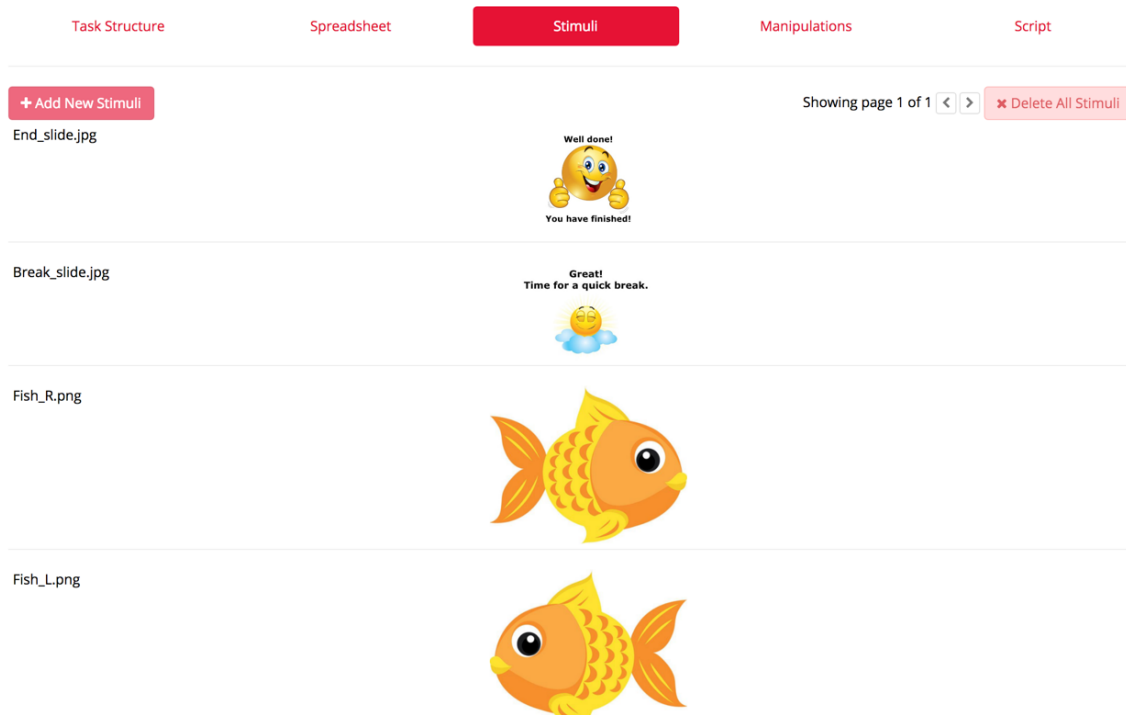 Task Structure Spreadsheet Stimuli Manipulations Script
+ Add New Stimuli Showing page 1 of 1 < > × Delete All Stimuli
End_slide.jpg
Well done!
You have finished!
Break_slide.jpg
Great!
Time for a quick break.
Fish_R.png
Fish_L.png